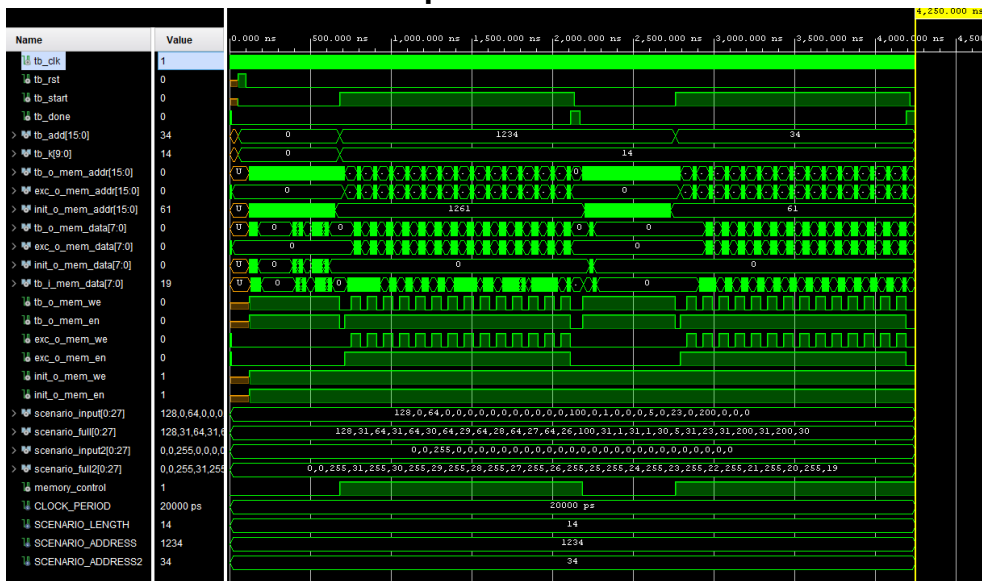 4,250.000 ns
Name Value 0.000 ns 500.000 ns 1,000.000 ns 1,500.000 ns 2,000.000 ns 2,500.000 ns 3,000.000 ns 3,500.000 ns 4,000.000 ns 4,500
tb_clk 1
tb_rst 0
tb_start 0
tb_done 0
tb_add[15:0] 34 0 1234 34
tb_k[9:0] 14 0 14
tb_o_mem_addr[15:0] 0 U 0
exc_o_mem_addr[15:0] 0 0 0
init_o_mem_addr[15:0] 61 U 1261 61
tb_o_mem_data[7:0] 0 U 0 0 0 0
exc_o_mem_data[7:0] 0 0 0
init_o_mem_data[7:0] 0 U 0 0 0
tb_i_mem_data[7:0] 19 U 0 0 0
tb_o_mem_we 0
tb_o_mem_en 0
exc_o_mem_we 0
exc_o_mem_en 0
init_o_mem_we 1
init_o_mem_en 1
scenario_input[0:27] 128,0,64,0,0,0 128,0,64,0,0,0,0,0,0,0,0,0,0,0,100,0,1,0,0,0,5,0,23,0,200,0,0,0
scenario_full[0:27] 128,31,64,31,6 128,31,64,31,64,30,64,29,64,28,64,27,64,26,100,31,1,31,1,30,5,31,23,31,200,31,200,30
scenario_input2[0:27] 0,0,255,0,0,0, 0,0,255,0,0,0,0,0,0,0,0,0,0,0,0,0,0,0,0,0,0,0,0,0,0,0
scenario_full2[0:27] 0,0,255,31,255 0,0,255,31,255,30,255,29,255,28,255,27,255,26,255,25,255,24,255,23,255,22,255,21,255,20,255,19
memory_control 1
CLOCK_PERIOD 20000 ps 20000 ps
SCENARIO_LENGTH 14 14
SCENARIO_ADDRESS 1234 1234
SCENARIO_ADDRESS2 34 34